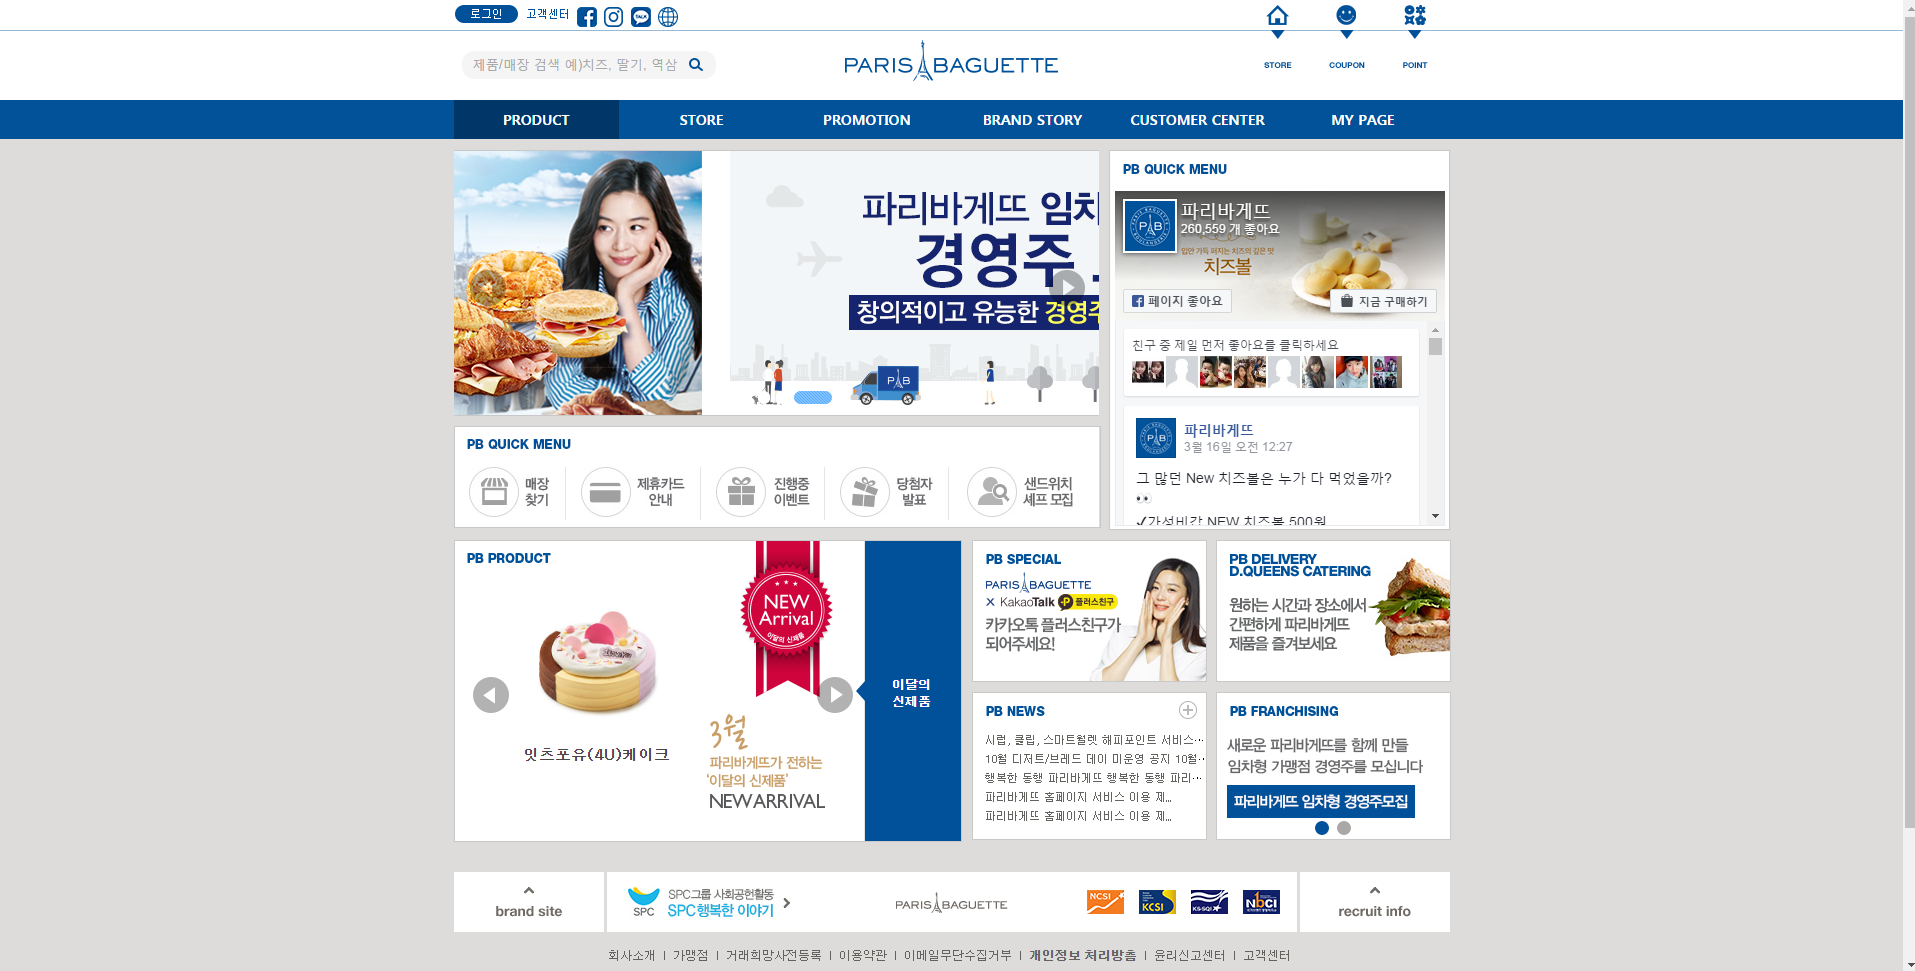 로그인 고객센터
제품/매장 검색 예)치즈, 딸기, 역삼
PARIS BAGUETTE
STORE COUPON POINT
PRODUCT STORE PROMOTION BRAND STORY CUSTOMER CENTER MY PAGE
파리바게뜨 임차
경영주
창의적이고 유능한 경영주
PB
PB QUICK MENU
매장
찾기
제휴카드
안내
진행중
이벤트
당첨자
발표
샌드위치
셰프 모집
PB QUICK MENU
파리바게뜨
260,559 개 좋아요
입안 가득 퍼지는 치즈의 깊은 맛
치즈볼
페이지 좋아요
지금 구매하기
친구 중 제일 먼저 좋아요를 클릭하세요
파리바게뜨
3월 16일 오전 12:27
그 많던 New 치즈볼은 누가 다 먹었을까?
✓가성비갑 NEW 치즈볼 500원
PB PRODUCT
NEW
Arrival
이달의 신제품
잇츠포유(4U)케이크
3월
파리바게뜨가 전하는
'이달의 신제품'
NEW ARRIVAL
이달의
신제품
PB SPECIAL
PARIS BAGUETTE
X KakaoTalk P 플러스친구
카카오톡 플러스친구가
되어주세요!
PB DELIVERY
D.QUEENS CATERING
원하는 시간과 장소에서
간편하게 파리바게뜨
제품을 즐겨보세요
PB NEWS
시럽, 클립, 스마트월렛 해피포인트 서비스…
10월 디저트/브레드 데이 미운영 공지 10월…
행복한 동행 파리바게뜨 행복한 동행 파리…
파리바게뜨 홈페이지 서비스 이용 제...
파리바게뜨 홈페이지 서비스 이용 제...
PB FRANCHISING
새로운 파리바게뜨를 함께 만들
임차형 가맹점 경영주를 모십니다
파리바게뜨 임차형 경영주모집
brand site
SPC
SPC그룹 사회공헌활동
SPC행복한 이야기
PARIS BAGUETTE
NCSI KCSI KS-SQI NBCI
recruit info
회사소개 | 가맹점 | 거래희망사전등록 | 이용약관 | 이메일무단수집거부 | 개인정보 처리방침 | 윤리신고센터 | 고객센터